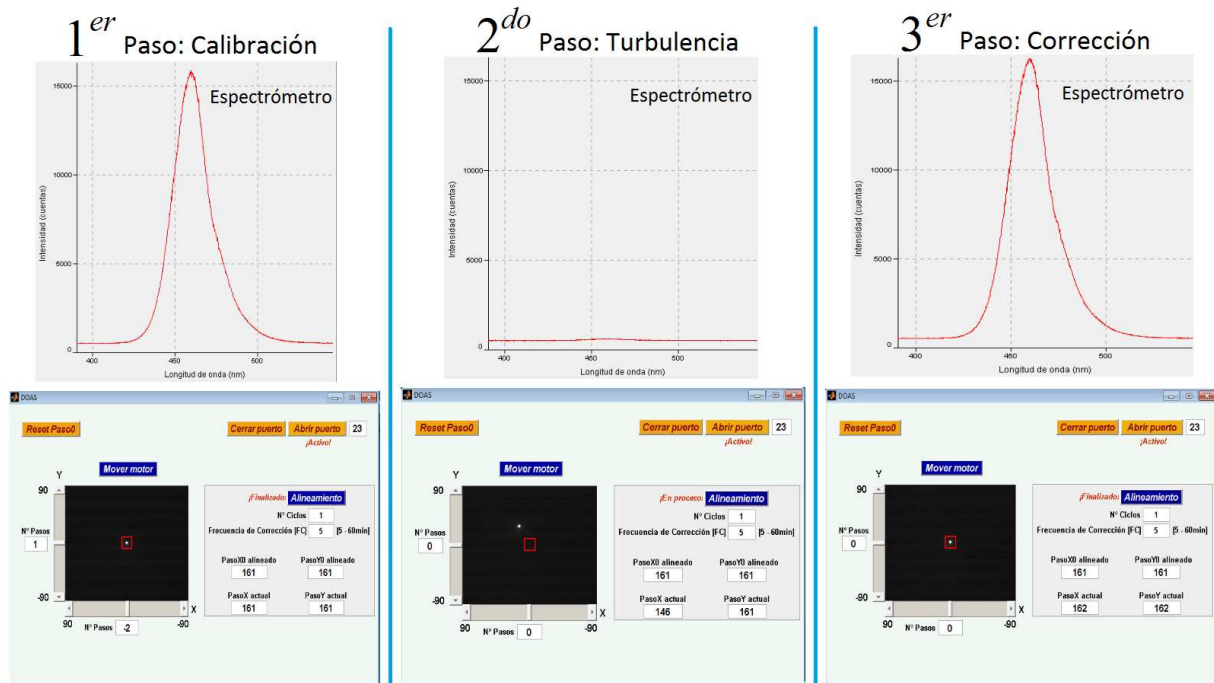 1er Paso: Calibración
Espectrómetro
15000
10000
5000
0
Intensidad (cuentas)
400 450 500
Longitud de onda (nm)
DOAS
Reset Paso0 Cerrar puerto Abrir puerto 23
¡Activo!
Mover motor
Y
90
¡Finalizado! Alineamiento
N° Ciclos 1
Frecuencia de Corrección [FC] 5 [5 - 60min]
N° Pasos
1
PasoX0 alineado PasoY0 alineado
161 161
PasoX actual PasoY actual
161 161
-90
X
90 N° Pasos -2 -90
2do Paso: Turbulencia
Espectrómetro
15000
10000
5000
0
Intensidad (cuentas)
400 450 500
Longitud de onda (nm)
DOAS
Reset Paso0 Cerrar puerto Abrir puerto 23
¡Activo!
Mover motor
Y
90
¡En proceso! Alineamiento
N° Ciclos 1
Frecuencia de Corrección [FC] 5 [5 - 60min]
N° Pasos
0
PasoX0 alineado PasoY0 alineado
161 161
PasoX actual PasoY actual
146 161
-90
X
90 N° Pasos 0 -90
3er Paso: Corrección
Espectrómetro
15000
10000
5000
0
Intensidad (cuentas)
400 450 500
Longitud de onda (nm)
DOAS
Reset Paso0 Cerrar puerto Abrir puerto 23
¡Activo!
Mover motor
Y
90
¡Finalizado! Alineamiento
N° Ciclos 1
Frecuencia de Corrección [FC] 5 [5 - 60min]
N° Pasos
0
PasoX0 alineado PasoY0 alineado
161 161
PasoX actual PasoY actual
162 162
-90
X
90 N° Pasos 0 -90